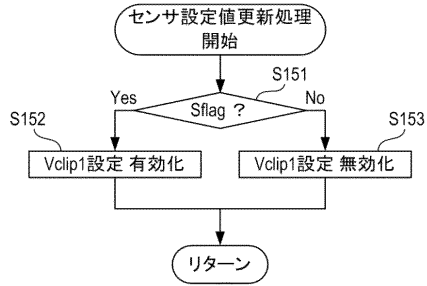 センサ設定値更新処理
開始
S151
Sflag ?
Yes
No
S152
Vclip1設定 有効化
S153
Vclip1設定 無効化
リターン